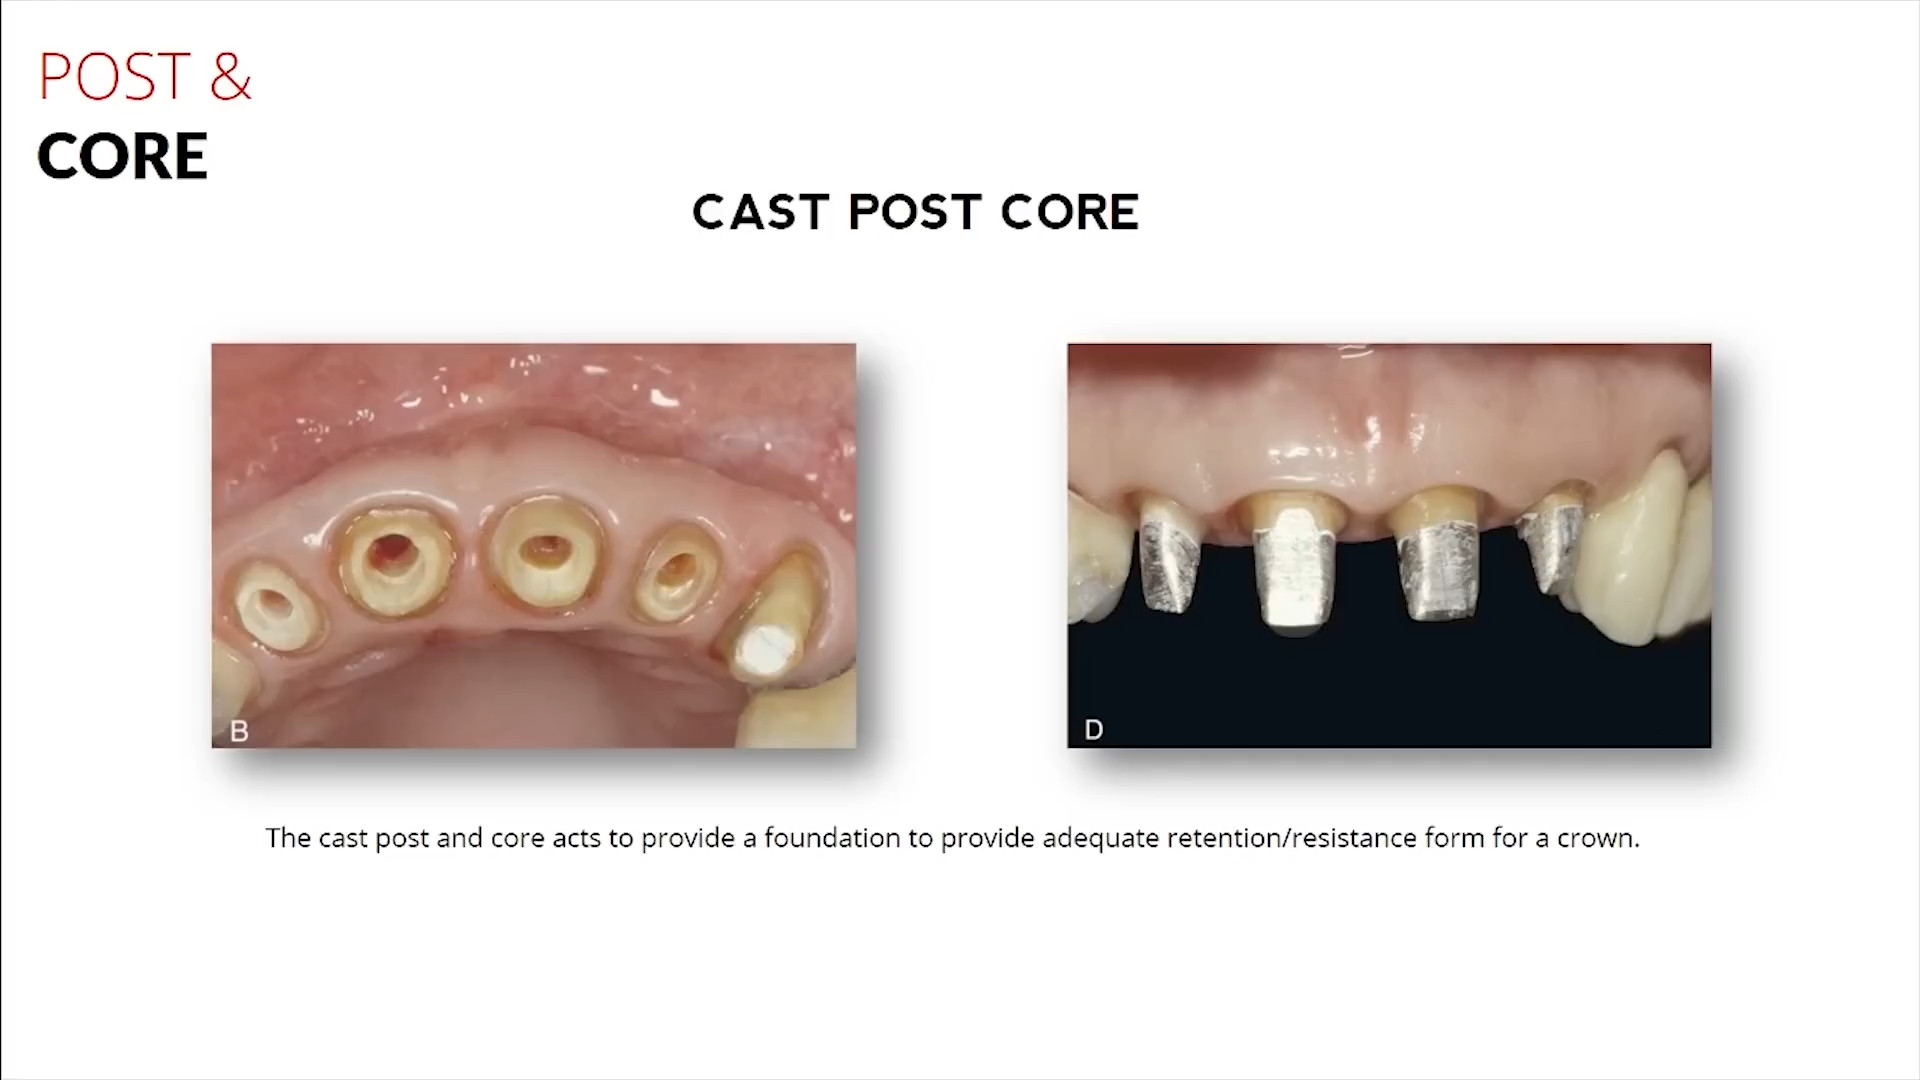 POST &
CORE
CAST POST CORE
B
D
The cast post and core acts to provide a foundation to provide adequate retention/resistance form for a crown.